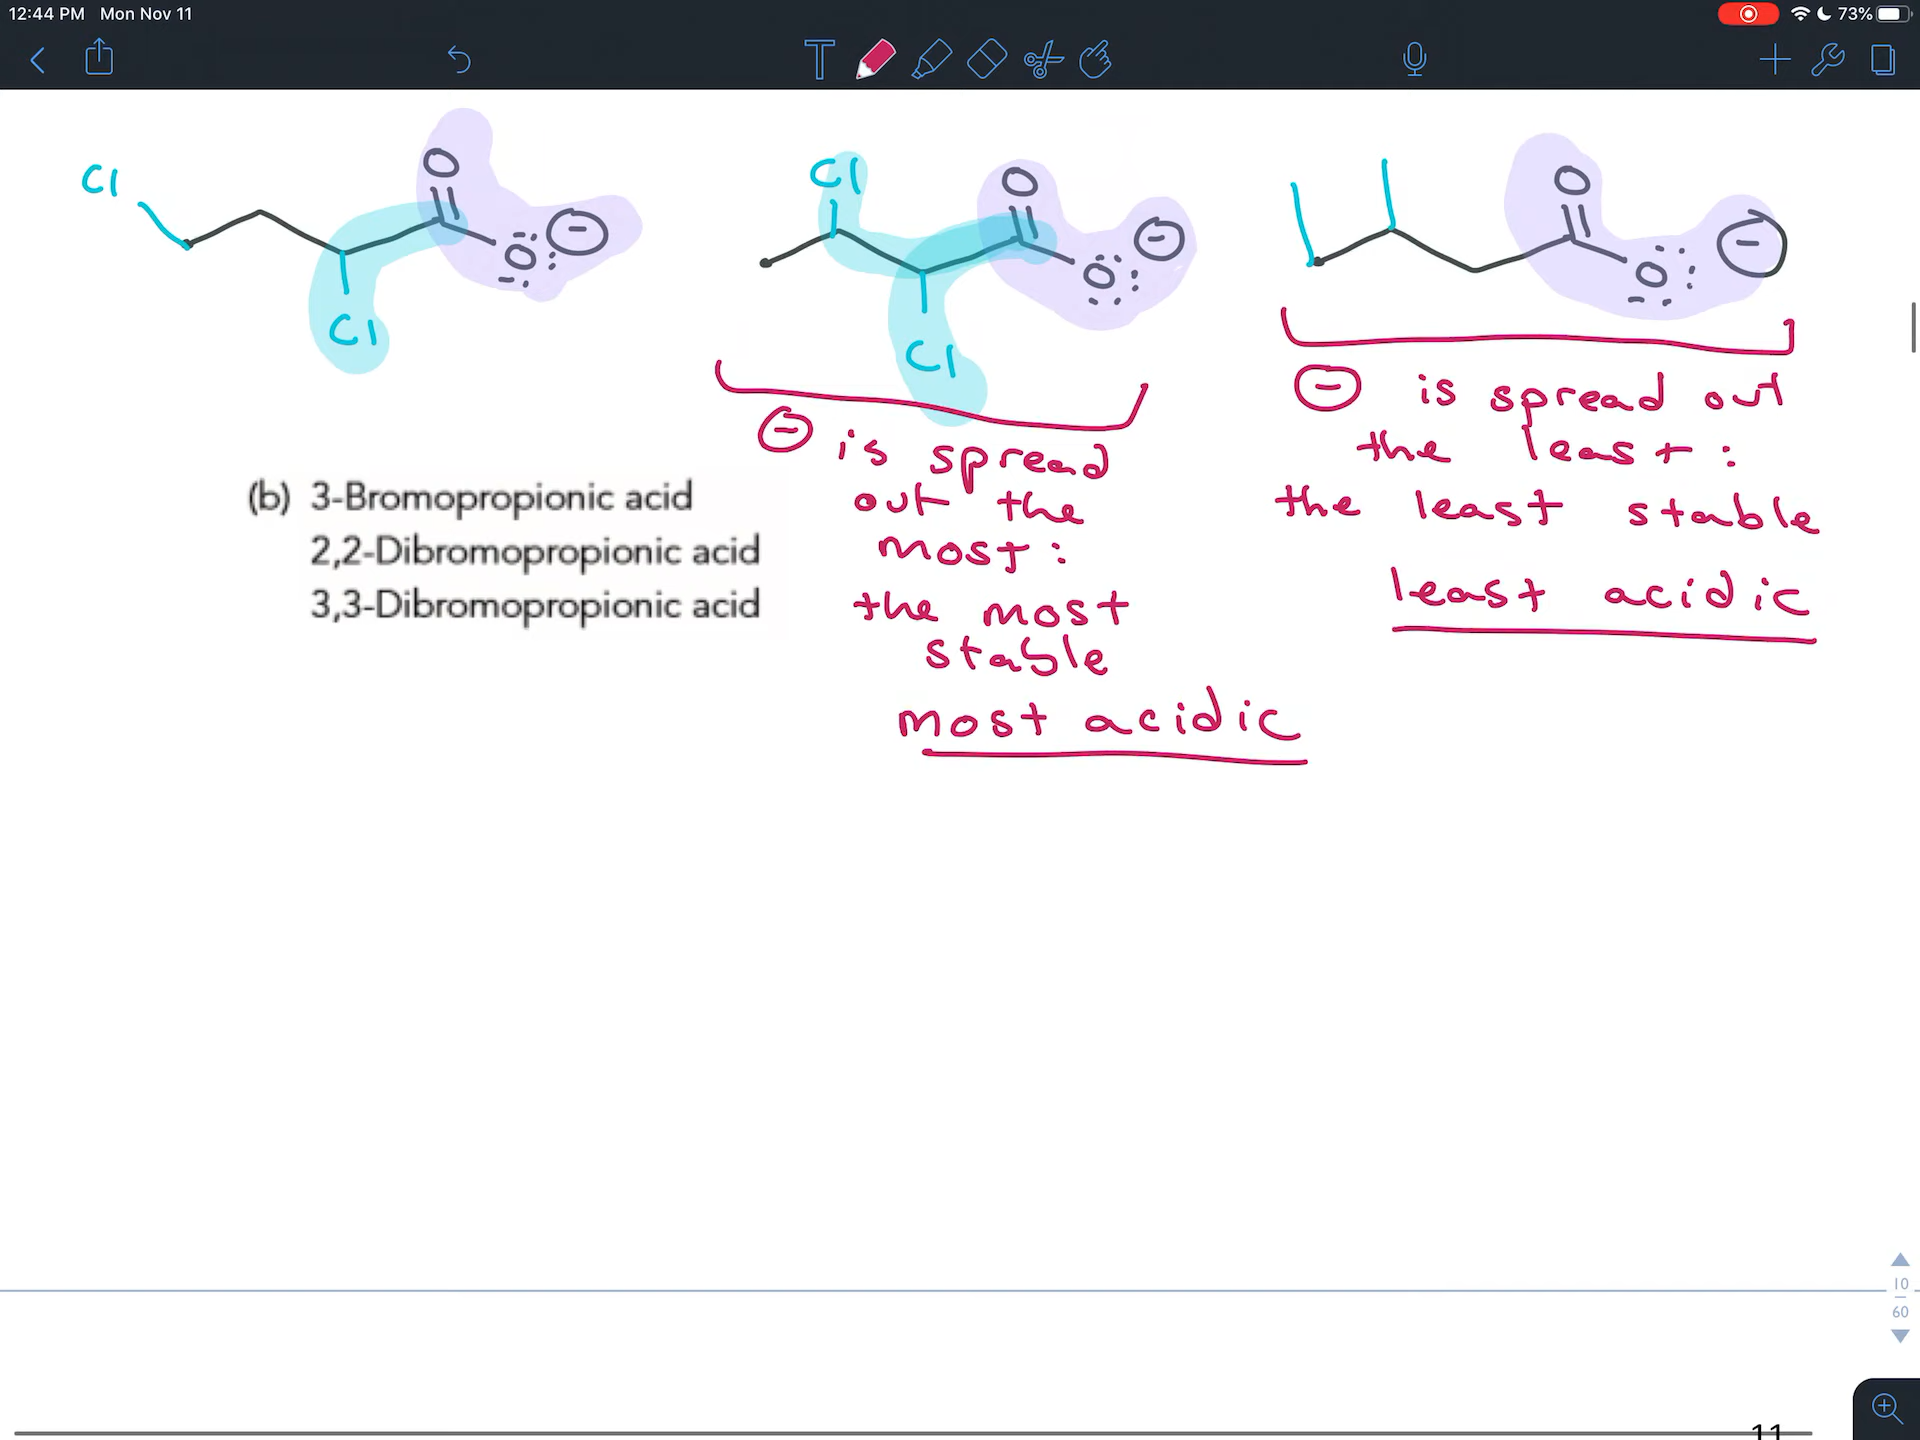 12:44 PM Mon Nov 11
73%
T
Cl
O
O
Cl
Cl
O
O
Cl
O
O
⊖ is spread
out the
most:
the most
stable
most acidic
⊖ is spread out
the least:
the least stable
least acidic
(b) 3-Bromopropionic acid
2,2-Dibromopropionic acid
3,3-Dibromopropionic acid
10
60
11